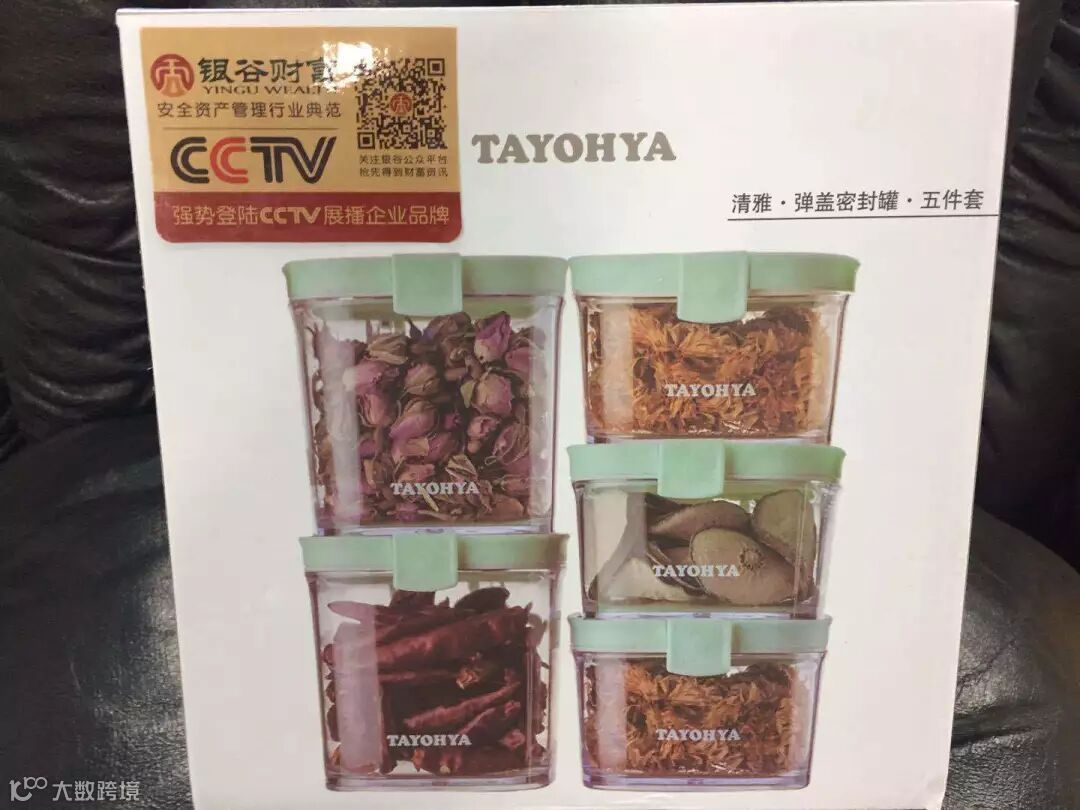 银谷财富
YINGU WEALTH
安全资产管理行业典范
CCTV
关注银谷公众平台
抢先得到财富资讯
强势登陆CCTV展播企业品牌
TAYOHYA
清雅·弹盖密封罐·五件套
TAYOHYA
TAYOHYA
TAYOHYA
TAYOHYA
TAYOHYA
大数跨境